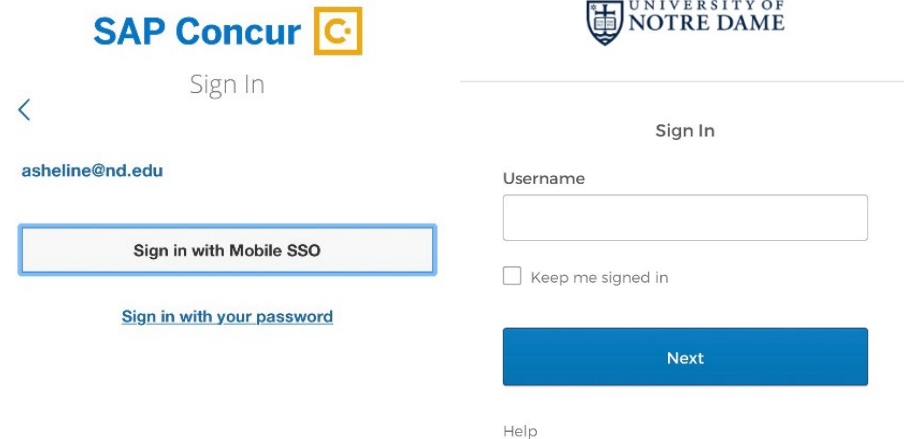 SAP Concur C.
Sign In
asheline@nd.edu
Sign in with Mobile SSO
Sign in with your password
UNIVERSITY OF
NOTRE DAME
Sign In
Username
Keep me signed in
Next
Help